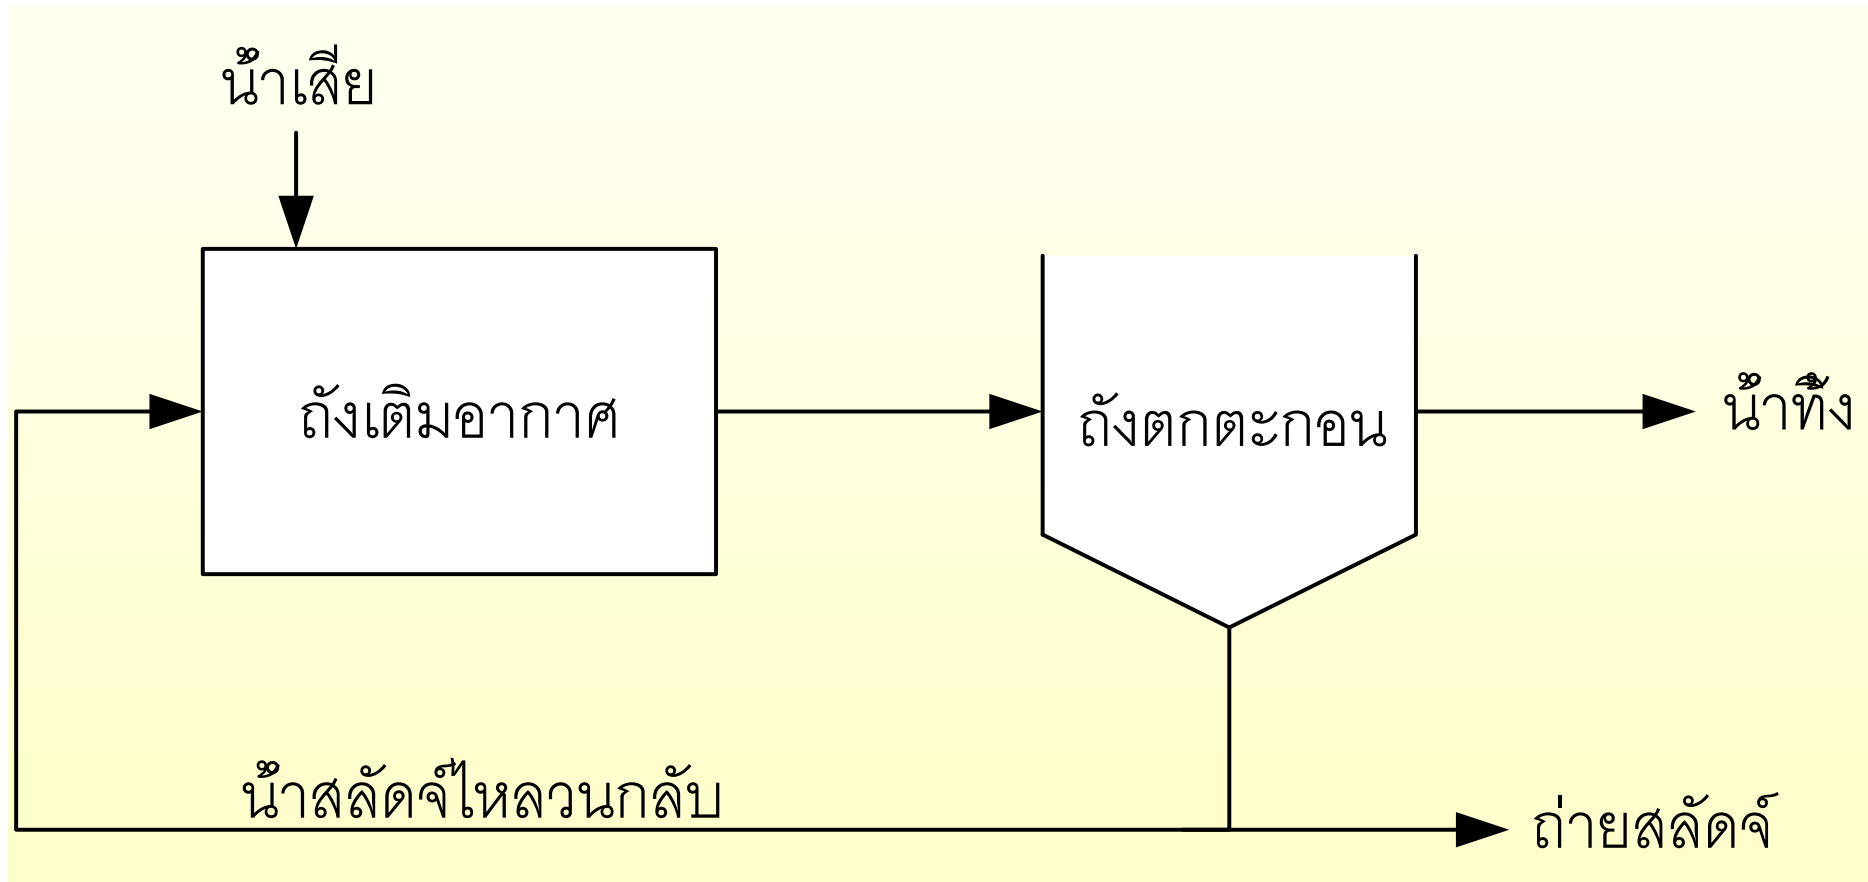 น้ำเสีย
ถังเติมอากาศ
ถังตกตะกอน
น้ำทิ้ง
น้ำสลัดจ์ไหลวนกลับ
ถ่ายสลัดจ์